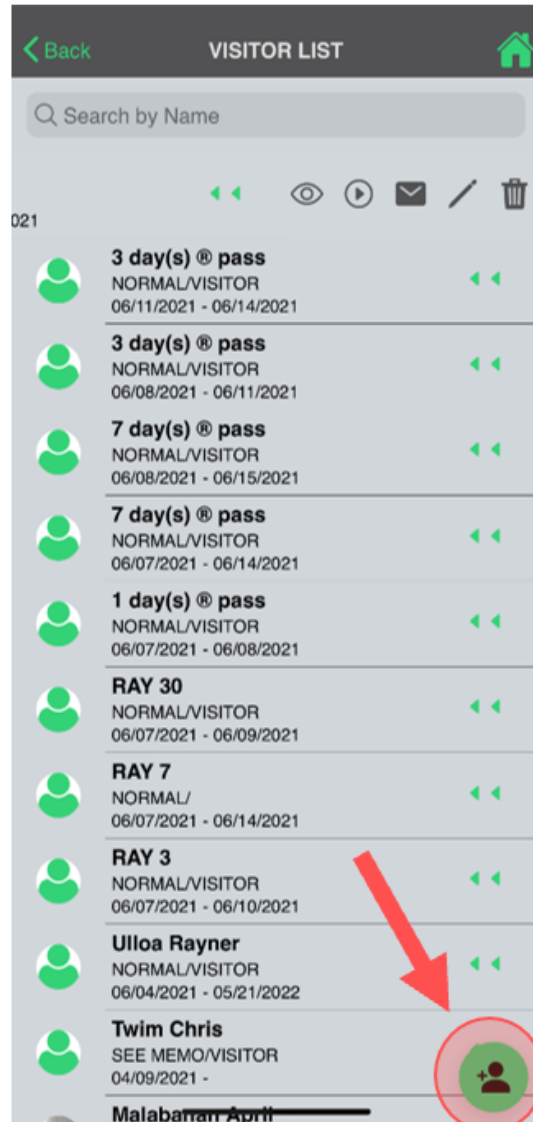 Back
VISITOR LIST
Search by Name
021
3 day(s) ® pass
NORMAL/VISITOR
06/11/2021 - 06/14/2021
3 day(s) ® pass
NORMAL/VISITOR
06/08/2021 - 06/11/2021
7 day(s) ® pass
NORMAL/VISITOR
06/08/2021 - 06/15/2021
7 day(s) ® pass
NORMAL/VISITOR
06/07/2021 - 06/14/2021
1 day(s) ® pass
NORMAL/VISITOR
06/07/2021 - 06/08/2021
RAY 30
NORMAL/VISITOR
06/07/2021 - 06/09/2021
RAY 7
NORMAL/
06/07/2021 - 06/14/2021
RAY 3
NORMAL/VISITOR
06/07/2021 - 06/10/2021
Ulloa Rayner
NORMAL/VISITOR
06/04/2021 - 05/21/2022
Twim Chris
SEE MEMO/VISITOR
04/09/2021 -
Malabanan April